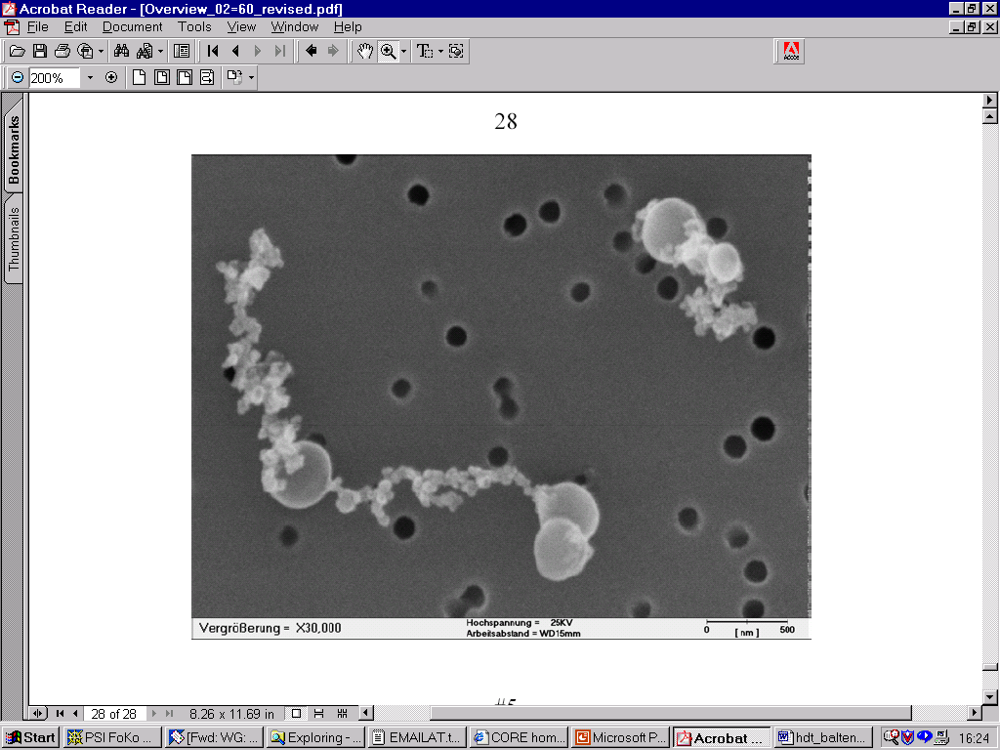 Acrobat Reader - [Overview_02=60_revised.pdf]
File Edit Document Tools View Window Help
Adobe
200%
Bookmarks
Thumbnails
28
Vergrößerung = X30,000
Hochspannung = 25KV
Arbeitsabstand = WD15mm
0 [nm] 500
#5
28 of 28 8.26 x 11.69 in
Start PSI FoKo ... [Fwd: WG: ... Exploring - ... EMAILAT.t... CORE hom... Microsoft P... Acrobat ... hdt_balten... 16:24